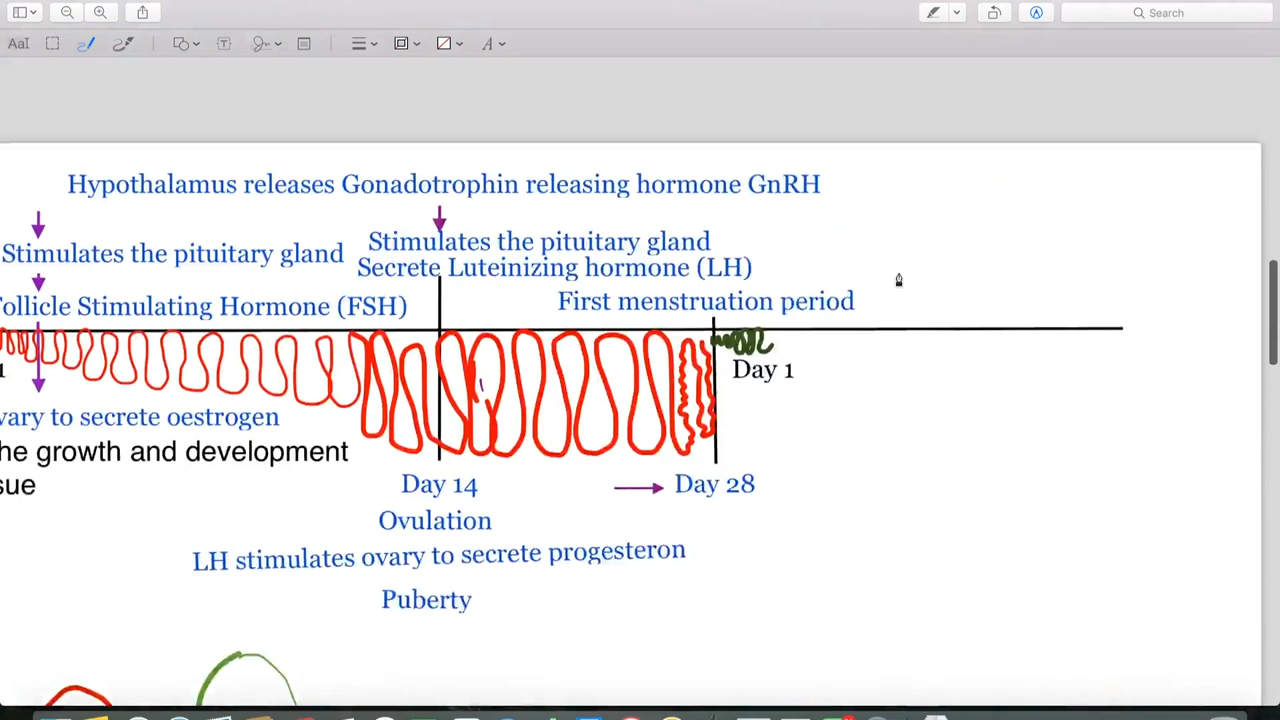 Search
AaI
T
A
Hypothalamus releases Gonadotrophin releasing hormone GnRH
Stimulates the pituitary gland
Stimulates the pituitary gland
Secrete Luteinizing hormone (LH)
ollicle Stimulating Hormone (FSH)
First menstruation period
1
Day 1
vary to secrete oestrogen
he growth and development
sue
Day 14
Day 28
Ovulation
LH stimulates ovary to secrete progesteron
Puberty